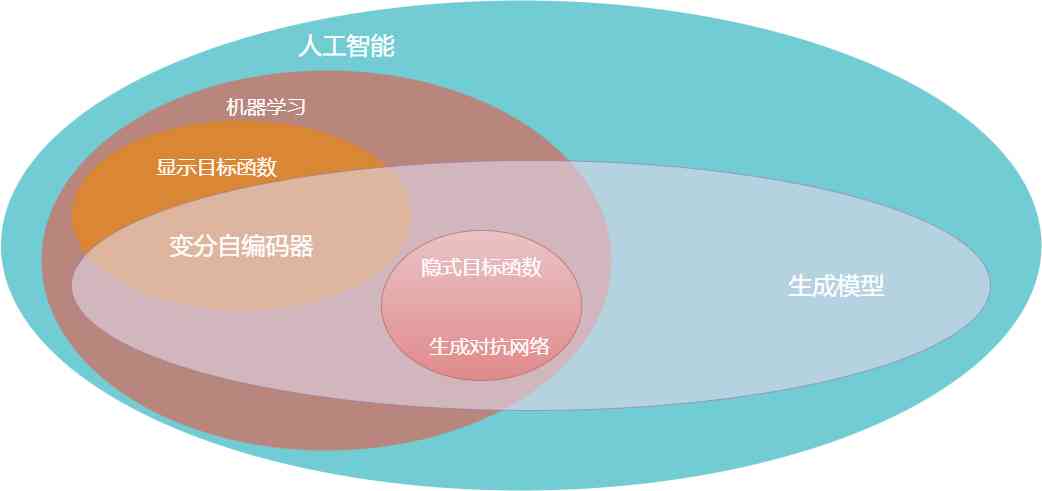 人工智能
机器学习
显示目标函数
变分自编码器
隐式目标函数
生成模型
生成对抗网络